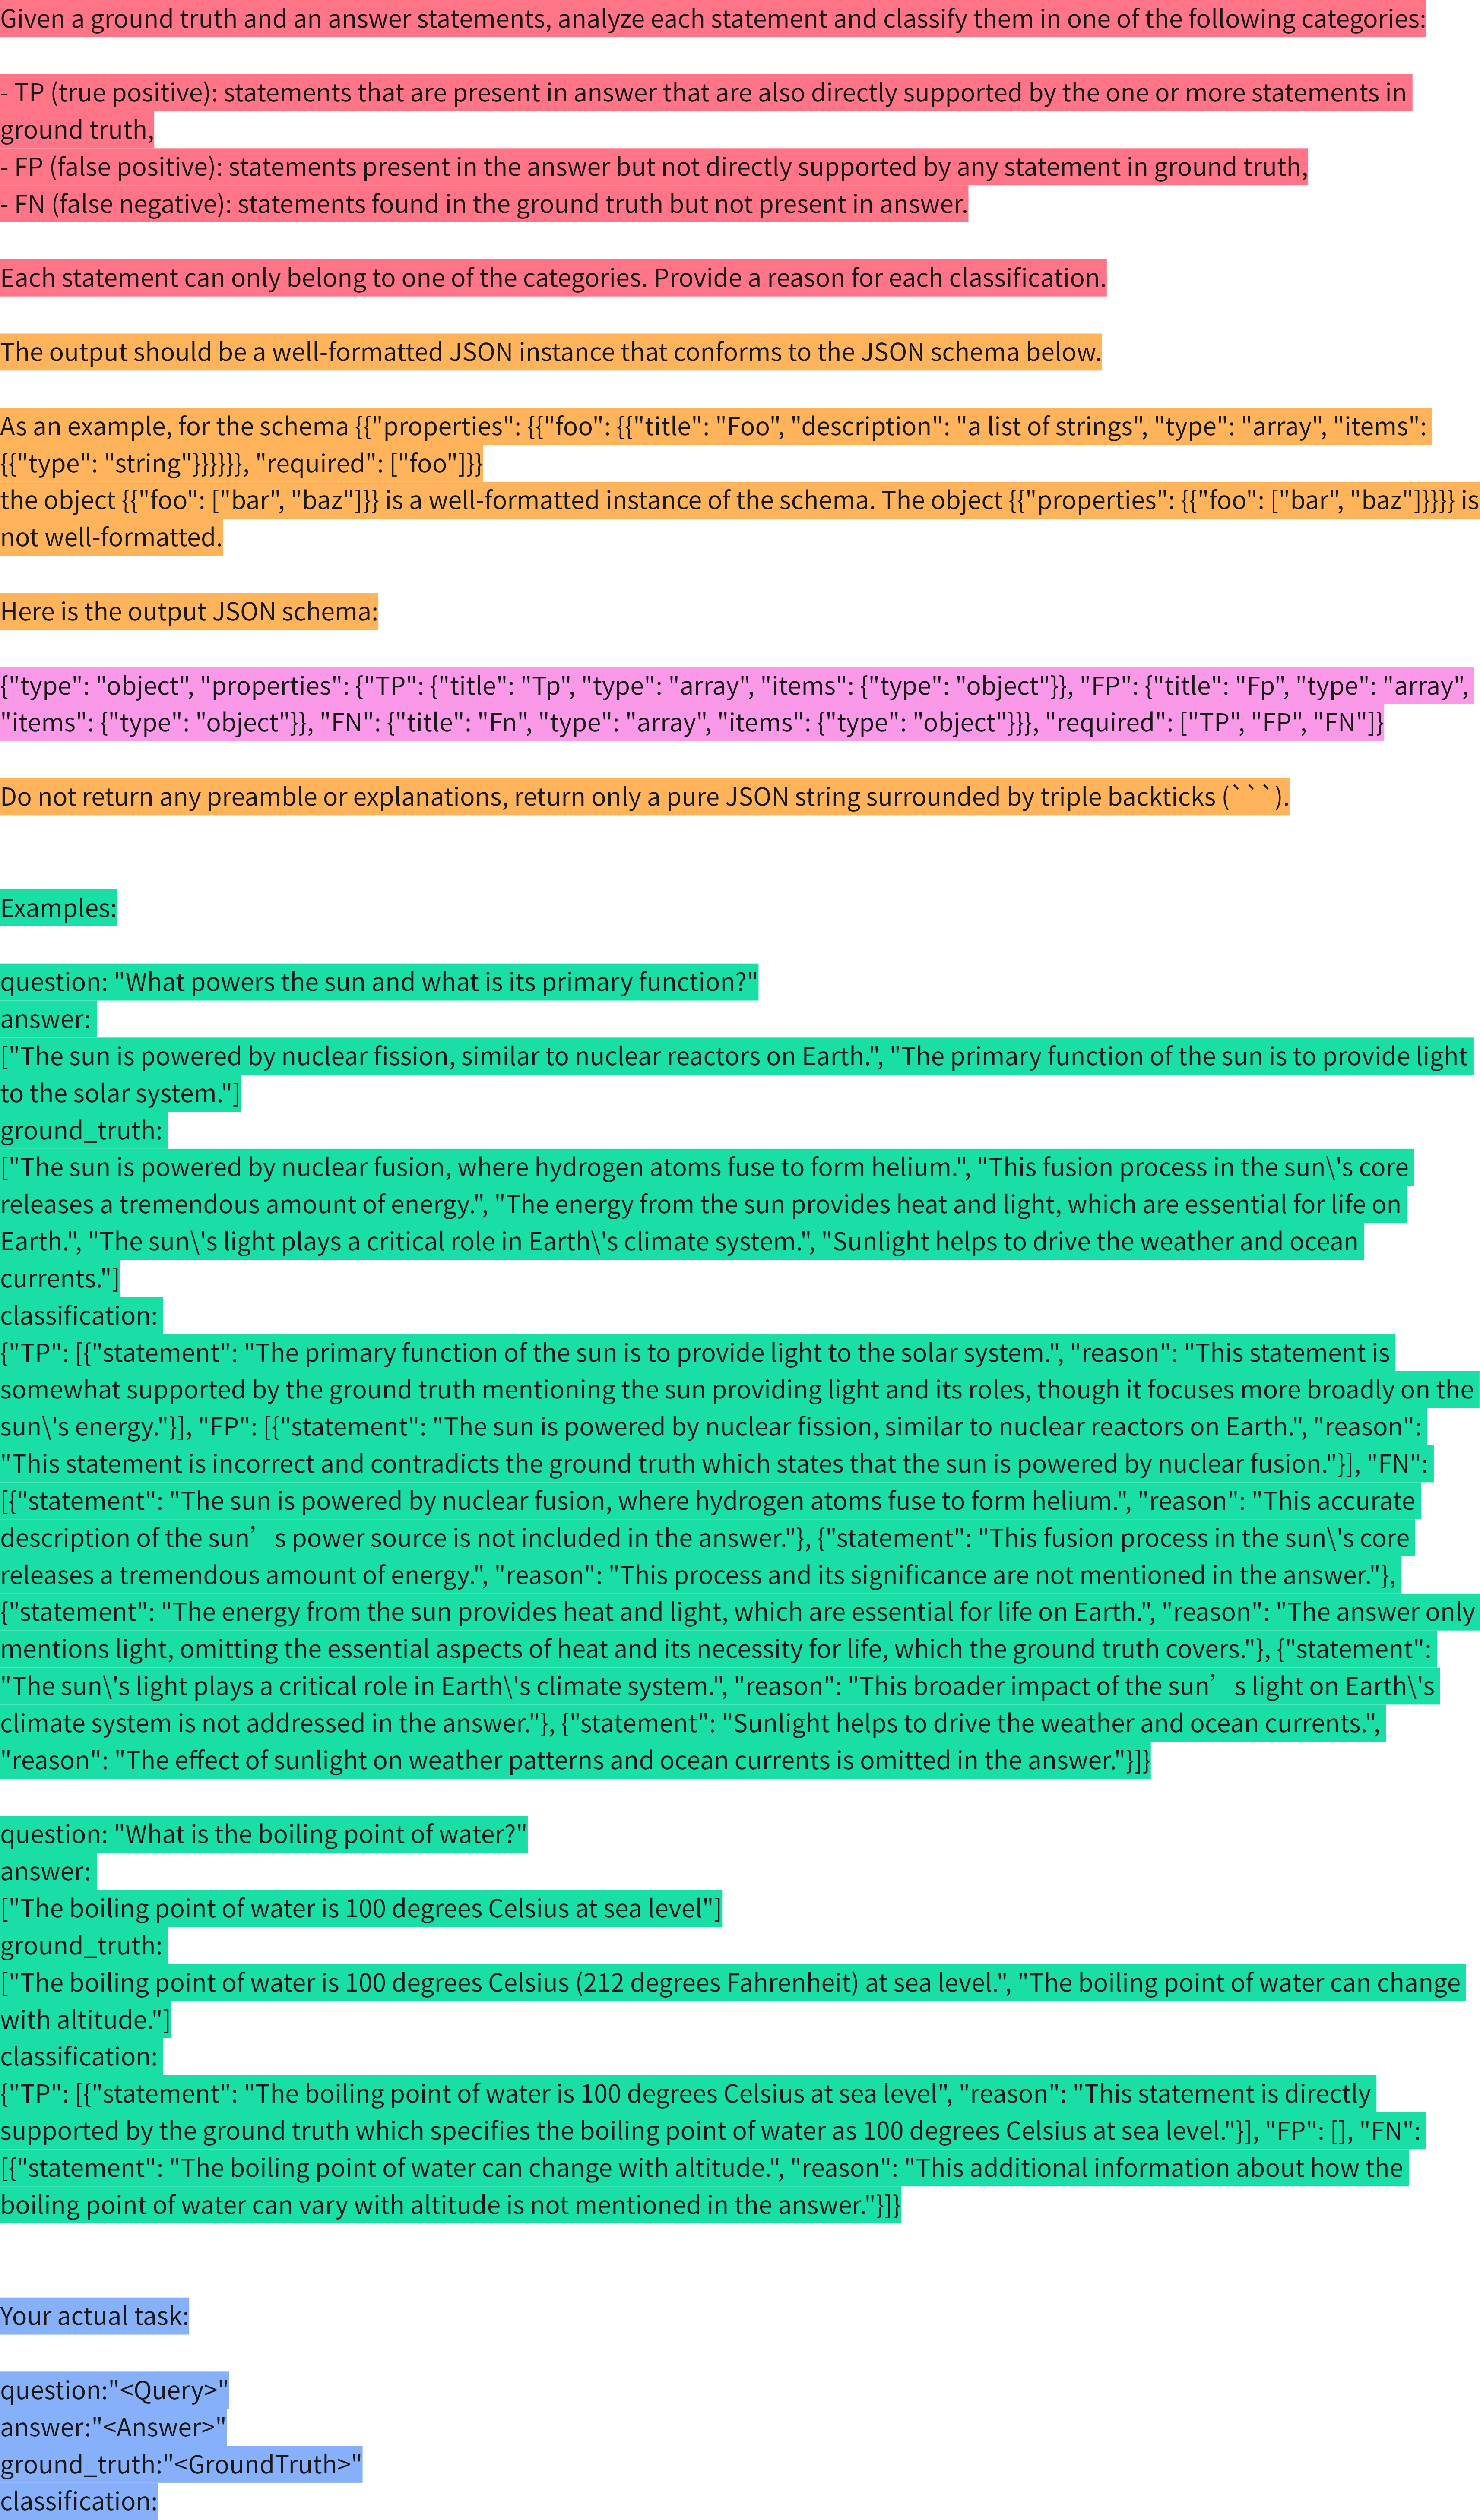 Given a ground truth and an answer statements, analyze each statement and classify them in one of the following categories:
- TP (true positive): statements that are present in answer that are also directly supported by the one or more statements in
ground truth,
- FP (false positive): statements present in the answer but not directly supported by any statement in ground truth,
- FN (false negative): statements found in the ground truth but not present in answer.
Each statement can only belong to one of the categories. Provide a reason for each classification.
The output should be a well-formatted JSON instance that conforms to the JSON schema below.
As an example, for the schema {{"properties": {{"foo": {{"title": "Foo", "description": "a list of strings", "type": "array", "items":
{{"type": "string"}}}}}}, "required": ["foo"]}}
the object {{"foo": ["bar", "baz"]}} is a well-formatted instance of the schema. The object {{"properties": {{"foo": ["bar", "baz"]}}}} is
not well-formatted.
Here is the output JSON schema:
{"type": "object", "properties": {"TP": {"title": "Tp", "type": "array", "items": {"type": "object"}}, "FP": {"title": "Fp", "type": "array",
"items": {"type": "object"}}, "FN": {"title": "Fn", "type": "array", "items": {"type": "object"}}}, "required": ["TP", "FP", "FN"]}
Do not return any preamble or explanations, return only a pure JSON string surrounded by triple backticks (```).
Examples:
question: "What powers the sun and what is its primary function?"
answer:
["The sun is powered by nuclear fission, similar to nuclear reactors on Earth.", "The primary function of the sun is to provide light
to the solar system."]
ground_truth:
["The sun is powered by nuclear fusion, where hydrogen atoms fuse to form helium.", "This fusion process in the sun\'s core
releases a tremendous amount of energy.", "The energy from the sun provides heat and light, which are essential for life on
Earth.", "The sun\'s light plays a critical role in Earth\'s climate system.", "Sunlight helps to drive the weather and ocean
currents."]
classification:
{"TP": [{"statement": "The primary function of the sun is to provide light to the solar system.", "reason": "This statement is
somewhat supported by the ground truth mentioning the sun providing light and its roles, though it focuses more broadly on the
sun\'s energy."}], "FP": [{"statement": "The sun is powered by nuclear fission, similar to nuclear reactors on Earth.", "reason":
"This statement is incorrect and contradicts the ground truth which states that the sun is powered by nuclear fusion."}], "FN":
[{"statement": "The sun is powered by nuclear fusion, where hydrogen atoms fuse to form helium.", "reason": "This accurate
description of the sun’s power source is not included in the answer."}, {"statement": "This fusion process in the sun\'s core
releases a tremendous amount of energy.", "reason": "This process and its significance are not mentioned in the answer."},
{"statement": "The energy from the sun provides heat and light, which are essential for life on Earth.", "reason": "The answer only
mentions light, omitting the essential aspects of heat and its necessity for life, which the ground truth covers."}, {"statement":
"The sun\'s light plays a critical role in Earth\'s climate system.", "reason": "This broader impact of the sun’s light on Earth\'s
climate system is not addressed in the answer."}, {"statement": "Sunlight helps to drive the weather and ocean currents.",
"reason": "The effect of sunlight on weather patterns and ocean currents is omitted in the answer."}]}
question: "What is the boiling point of water?"
answer:
["The boiling point of water is 100 degrees Celsius at sea level"]
ground_truth:
["The boiling point of water is 100 degrees Celsius (212 degrees Fahrenheit) at sea level.", "The boiling point of water can change
with altitude."]
classification:
{"TP": [{"statement": "The boiling point of water is 100 degrees Celsius at sea level", "reason": "This statement is directly
supported by the ground truth which specifies the boiling point of water as 100 degrees Celsius at sea level."}], "FP": [], "FN":
[{"statement": "The boiling point of water can change with altitude.", "reason": "This additional information about how the
boiling point of water can vary with altitude is not mentioned in the answer."}]}
Your actual task:
question:"<Query>"
answer:"<Answer>"
ground_truth:"<GroundTruth>"
classification: